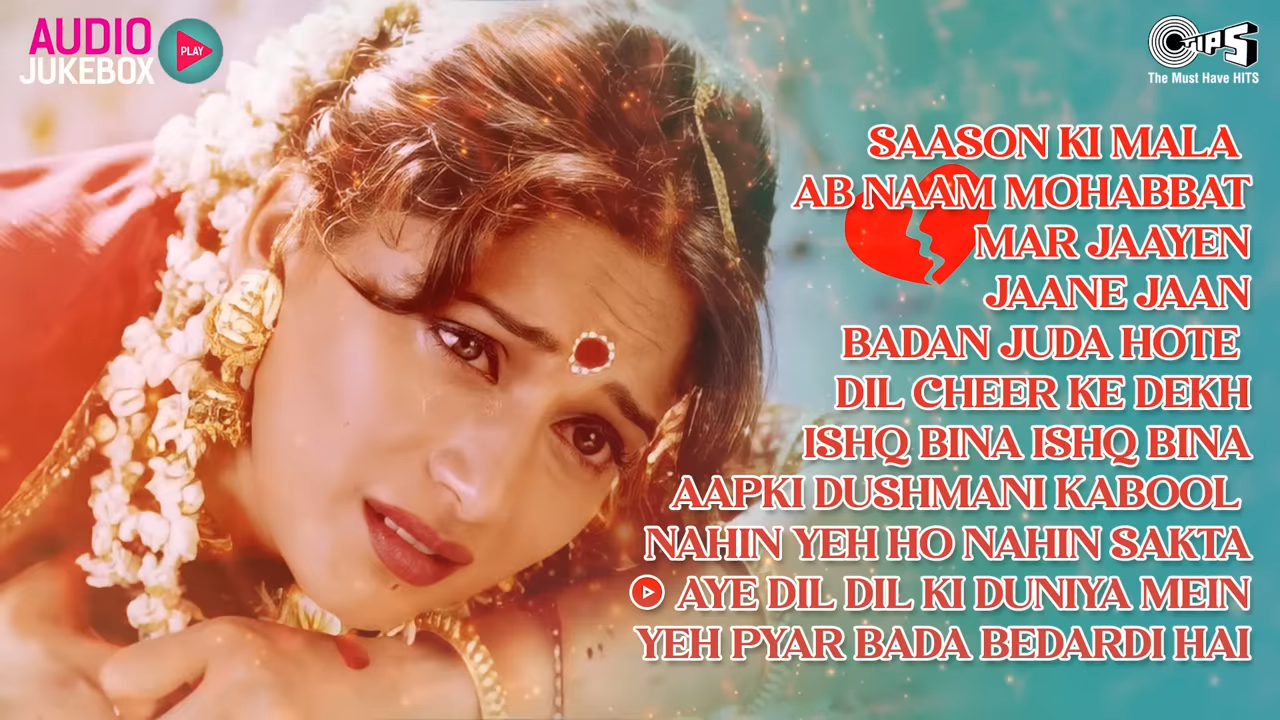 AUDIO
JUKEBOX
PLAY
TIPS
The Must Have HITS
SAASON KI MALA
AB NAAM MOHABBAT
MAR JAAYEN
JAANE JAAN
BADAN JUDA HOTE
DIL CHEER KE DEKH
ISHQ BINA ISHQ BINA
AAPKI DUSHMANI KABOOL
NAHIN YEH HO NAHIN SAKTA
AYE DIL DIL KI DUNIYA MEIN
YEH PYAR BADA BEDARDI HAI